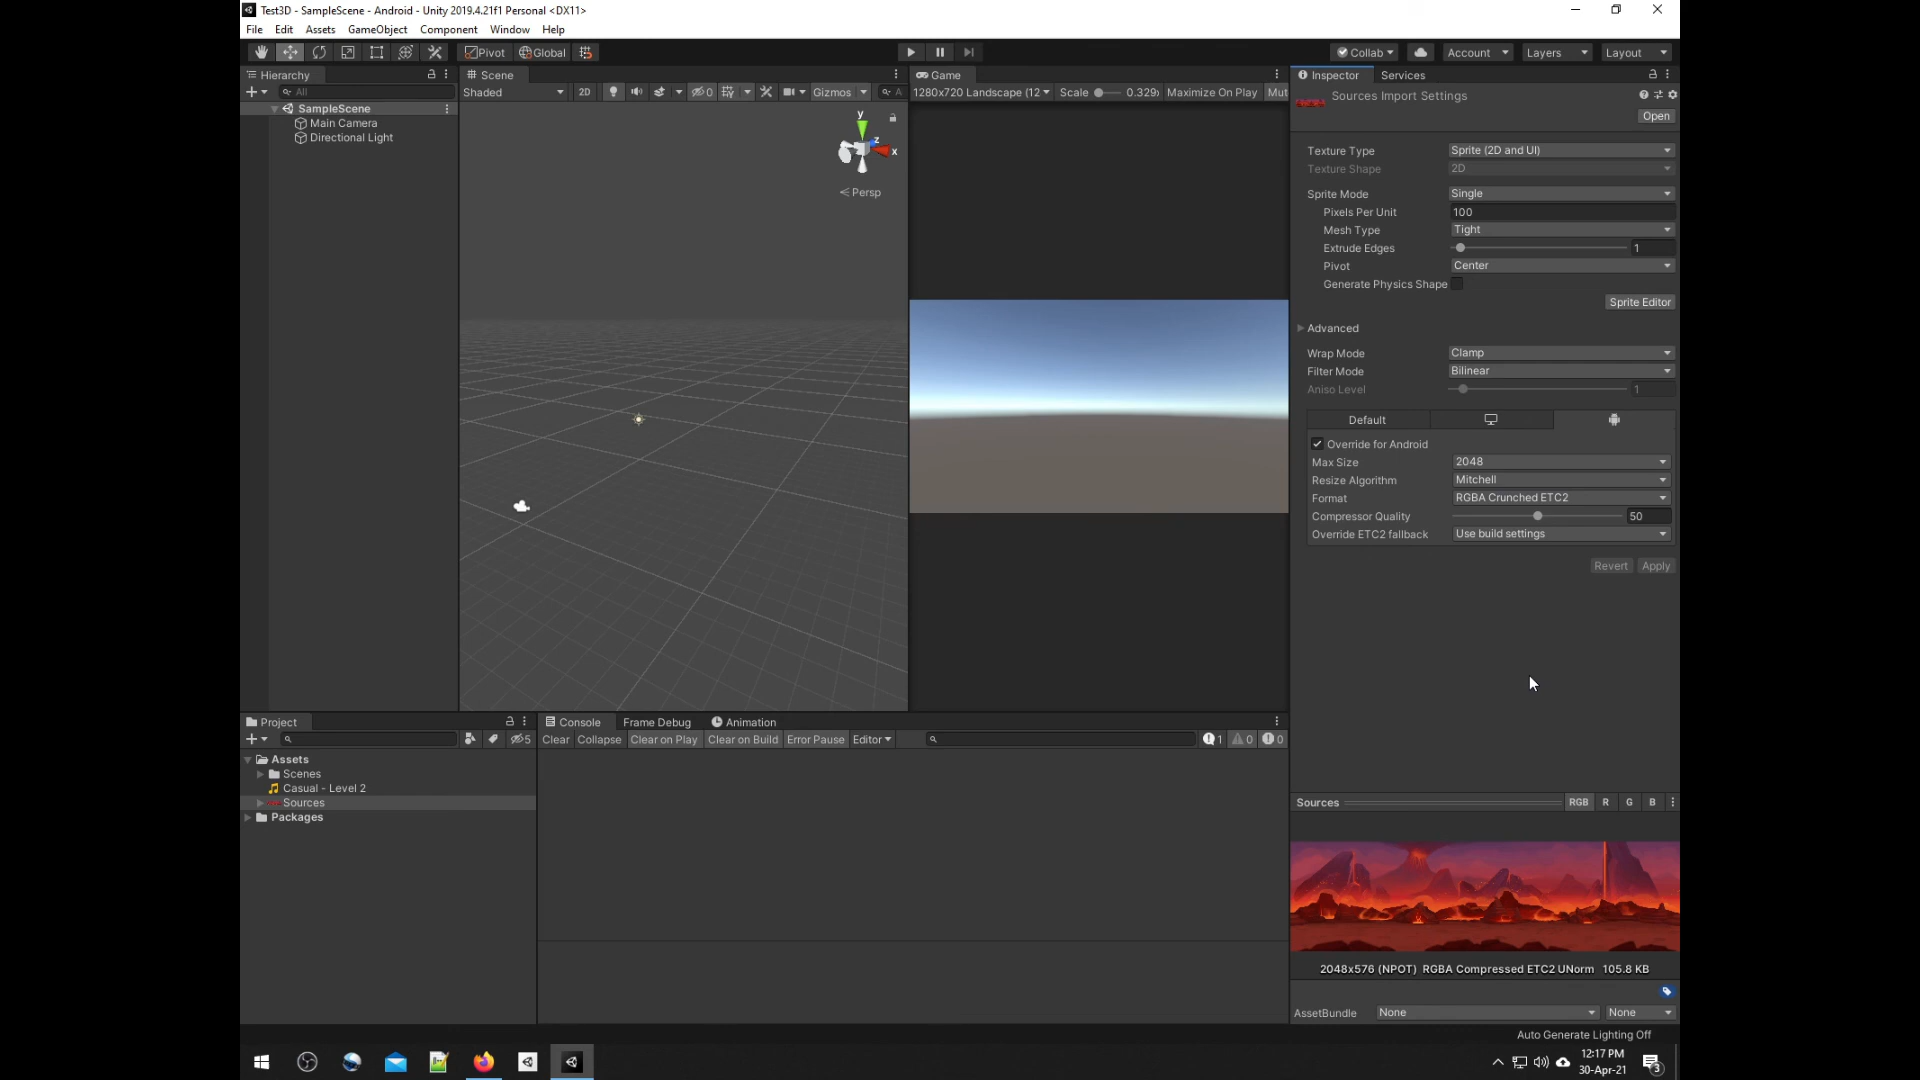 Test3D - SampleScene - Android - Unity 2019.4.21f1 Personal <DX11>
File Edit Assets GameObject Component Window Help
Pivot Global Collab Account Layers Layout
Hierarchy
All
SampleScene
Main Camera
Directional Light
Scene
Shaded 2D 0 Gizmos A
y
z
x
Persp
Game
1280x720 Landscape (12 Scale 0.329 Maximize On Play Mut
Inspector Services
Sources Import Settings
Open
Texture Type Sprite (2D and UI)
Texture Shape 2D
Sprite Mode Single
Pixels Per Unit 100
Mesh Type Tight
Extrude Edges 1
Pivot Center
Generate Physics Shape
Sprite Editor
Advanced
Wrap Mode Clamp
Filter Mode Bilinear
Aniso Level 1
Default
Override for Android
Max Size 2048
Resize Algorithm Mitchell
Format RGBA Crunched ETC2
Compressor Quality 50
Override ETC2 fallback Use build settings
Revert Apply
Project
5
Assets
Scenes
Casual - Level 2
Sources
Packages
Console Frame Debug Animation
Clear Collapse Clear on Play Clear on Build Error Pause Editor 1 0 0
Sources RGB R G B
2048x576 (NPOT) RGBA Compressed ETC2 UNorm 105.8 KB
AssetBundle None None
Auto Generate Lighting Off
12:17 PM
30-Apr-21
3